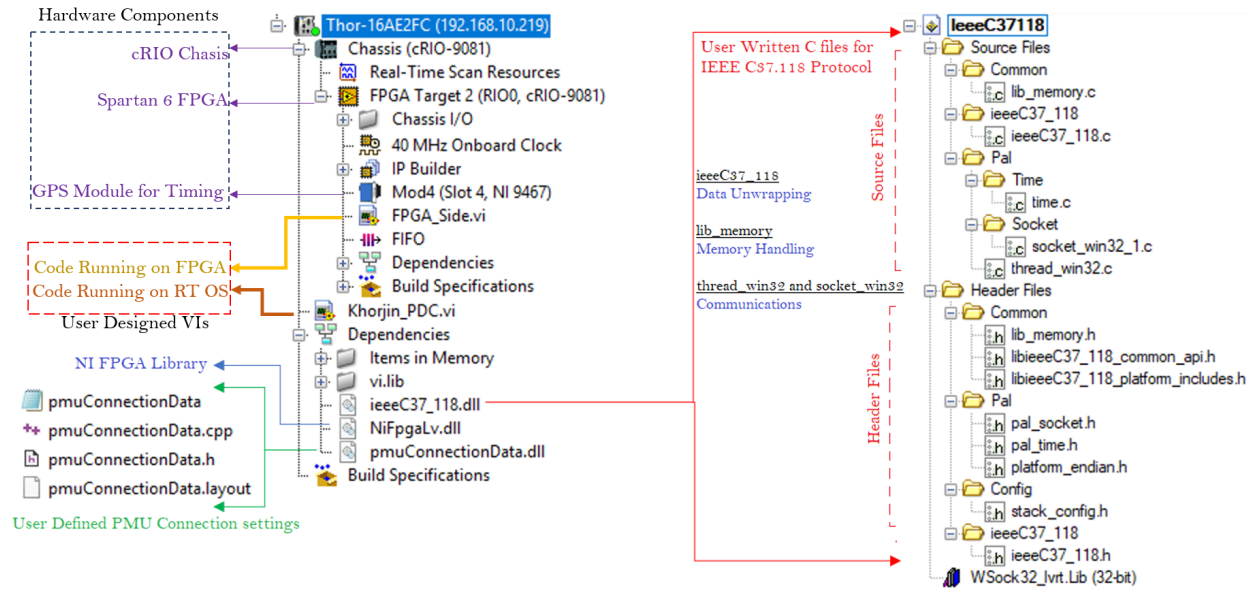 Hardware Components
cRIO Chasis
Spartan 6 FPGA
GPS Module for Timing
Code Running on FPGA
Code Running on RT OS
User Designed VIs
NI FPGA Library
pmuConnectionData
pmuConnectionData.cpp
pmuConnectionData.h
pmuConnectionData.layout
User Defined PMU Connection settings
Thor-16AE2FC (192.168.10.219)
Chassis (cRIO-9081)
Real-Time Scan Resources
FPGA Target 2 (RIO0, cRIO-9081)
Chassis I/O
40 MHz Onboard Clock
IP Builder
Mod4 (Slot 4, NI 9467)
FPGA_Side.vi
FIFO
Dependencies
Build Specifications
Khorjin_PDC.vi
Dependencies
Items in Memory
vi.lib
ieeeC37_118.dll
NiFpgaLv.dll
pmuConnectionData.dll
Build Specifications
User Written C files for
IEEE C37.118 Protocol
Source Files
ieeeC37_118
Data Unwrapping
lib_memory
Memory Handling
thread_win32 and socket_win32
Communications
Header Files
IeeeC37118
Source Files
Common
lib_memory.c
ieeeC37_118
ieeeC37_118.c
Pal
Time
time.c
Socket
socket_win32_1.c
thread_win32.c
Header Files
Common
lib_memory.h
libieeeC37_118_common_api.h
libieeeC37_118_platform_includes.h
Pal
pal_socket.h
pal_time.h
platform_endian.h
Config
stack_config.h
ieeeC37_118
ieeeC37_118.h
WSock32_lvrt.Lib (32-bit)